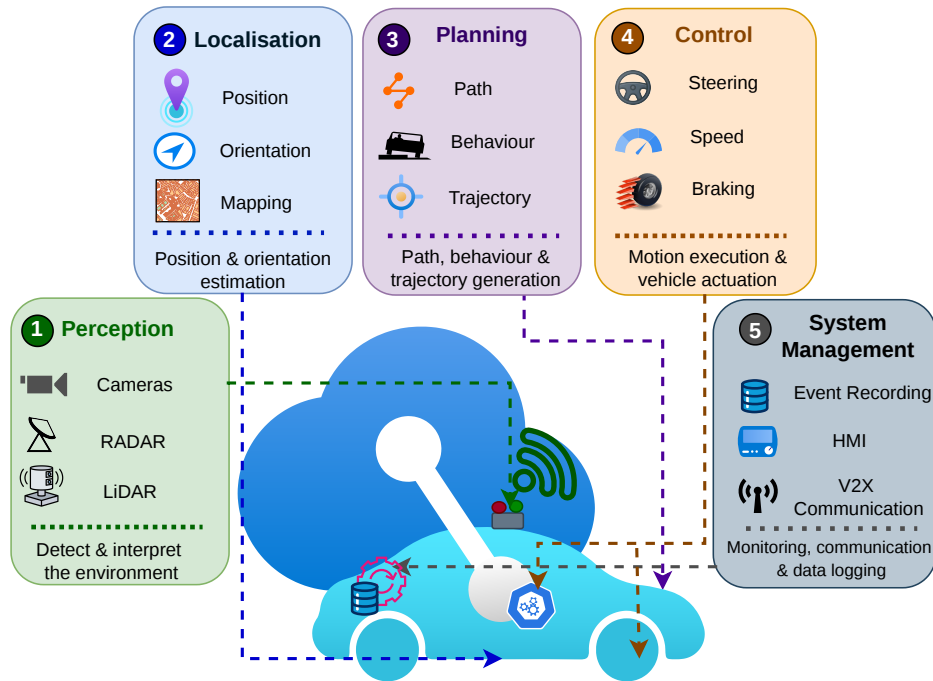 1 Perception
Cameras
RADAR
LiDAR
Detect & interpret
the environment
2 Localisation
Position
Orientation
Mapping
Position & orientation
estimation
3 Planning
Path
Behaviour
Trajectory
Path, behaviour &
trajectory generation
4 Control
Steering
Speed
Braking
Motion execution &
vehicle actuation
5 System
Management
Event Recording
HMI
V2X
Communication
Monitoring, communication
& data logging